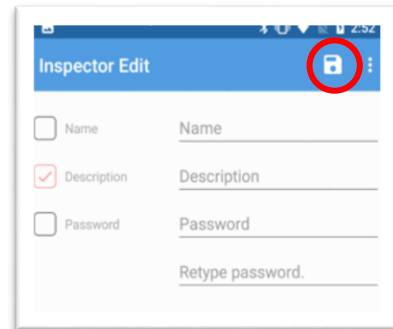 2:52
Inspector Edit
Name Name
Description Description
Password Password
Retype password.